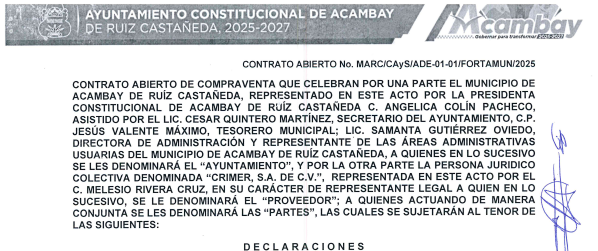 AYUNTAMIENTO CONSTITUCIONAL DE ACAMBAY
DE RUIZ CASTAÑEDA, 2025-2027
Acambay
Gobernar para transformar 2025-2027
CONTRATO ABIERTO No. MARC/CAyS/ADE-01-01/FORTAMUN/2025
CONTRATO ABIERTO DE COMPRAVENTA QUE CELEBRAN POR UNA PARTE EL MUNICIPIO DE
ACAMBAY DE RUÍZ CASTAÑEDA, REPRESENTADO EN ESTE ACTO POR LA PRESIDENTA
CONSTITUCIONAL DE ACAMBAY DE RUÍZ CASTAÑEDA C. ANGELICA COLÍN PACHECO,
ASISTIDO POR EL LIC. CESAR QUINTERO MARTÍNEZ, SECRETARIO DEL AYUNTAMIENTO, C.P.
JESÚS VALENTE MÁXIMO, TESORERO MUNICIPAL; LIC. SAMANTA GUTIÉRREZ OVIEDO,
DIRECTORA DE ADMINISTRACIÓN Y REPRESENTANTE DE LAS ÁREAS ADMINISTRATIVAS
USUARIAS DEL MUNICIPIO DE ACAMBAY DE RUÍZ CASTAÑEDA, A QUIENES EN LO SUCESIVO
SE LES DENOMINARÁ EL "AYUNTAMIENTO", Y POR LA OTRA PARTE LA PERSONA JURIDICO
COLECTIVA DENOMINADA "CRIMER, S.A. DE C.V.", REPRESENTADA EN ESTE ACTO POR EL
C. MELESIO RIVERA CRUZ, EN SU CARÁCTER DE REPRESENTANTE LEGAL A QUIEN EN LO
SUCESIVO, SE LE DENOMINARÁ EL "PROVEEDOR"; A QUIENES ACTUANDO DE MANERA
CONJUNTA SE LES DENOMINARÁ LAS "PARTES", LAS CUALES SE SUJETARÁN AL TENOR DE
LAS SIGUIENTES:
DECLARACIONES